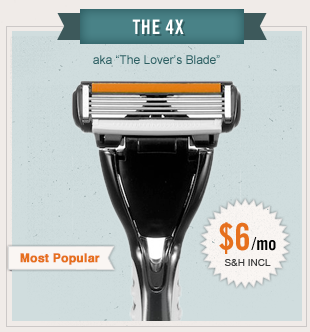 THE 4X
aka “The Lover’s Blade”
$6/mo
S&H INCL
Most Popular